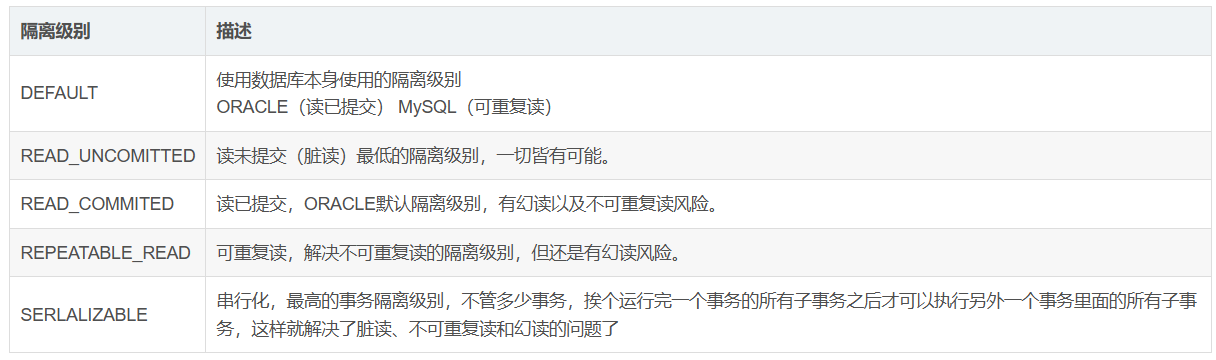 隔离级别 描述
DEFAULT
使用数据库本身使用的隔离级别
ORACLE（读已提交） MySQL（可重复读）
READ_UNCOMITTED 读未提交（脏读）最低的隔离级别，一切皆有可能。
READ_COMMITED 读已提交，ORACLE默认隔离级别，有幻读以及不可重复读风险。
REPEATABLE_READ 可重复读，解决不可重复读的隔离级别，但还是有幻读风险。
SERLALIZABLE
串行化，最高的事务隔离级别，不管多少事务，挨个运行完一个事务的所有子事务之后才可以执行另外一个事务里面的所有子事
务，这样就解决了脏读、不可重复读和幻读的问题了